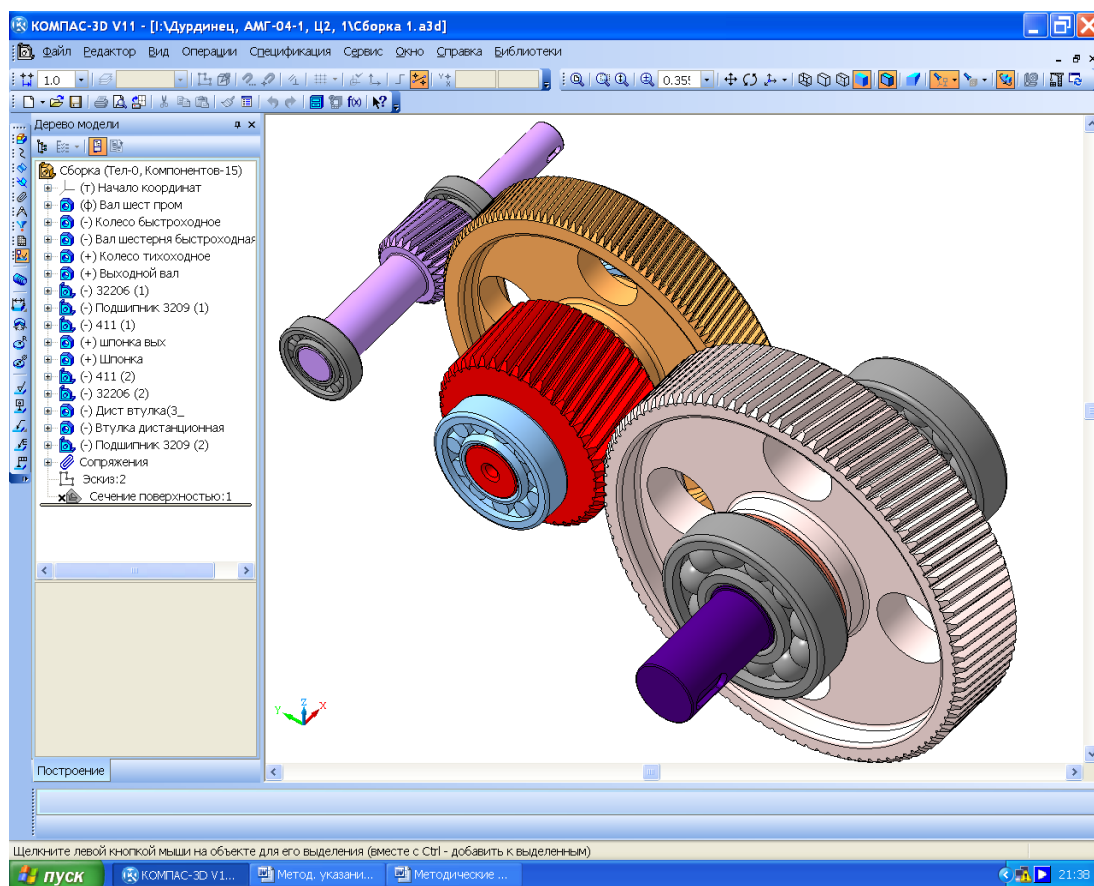 КОМПАС-3D V11 - [I:\Дурдинец, АМГ-04-1, Ц2, 1\Сборка 1.a3d]
Файл Редактор Вид Операции Спецификация Сервис Окно Справка Библиотеки
1.0 0.35!
f(x)
Дерево модели
Сборка (Тел-0, Компонентов-15)
(т) Начало координат
(ф) Вал шест пром
(-) Колесо быстроходное
(-) Вал шестерня быстроходная
(+) Колесо тихоходное
(+) Выходной вал
(-) 32206 (1)
(-) Подшипник 3209 (1)
(-) 411 (1)
(+) шпонка вых
(+) Шпонка
(-) 411 (2)
(-) 32206 (2)
(-) Дист втулка(3_
(-) Втулка дистанционная
(-) Подшипник 3209 (2)
Сопряжения
Эскиз:2
Сечение поверхностью:1
Z
Y X
Построение
Щелкните левой кнопкой мыши на объекте для его выделения (вместе с Ctrl - добавить к выделенным)
пуск КОМПАС-3D V1... Метод. указани... Методические ... 21:38